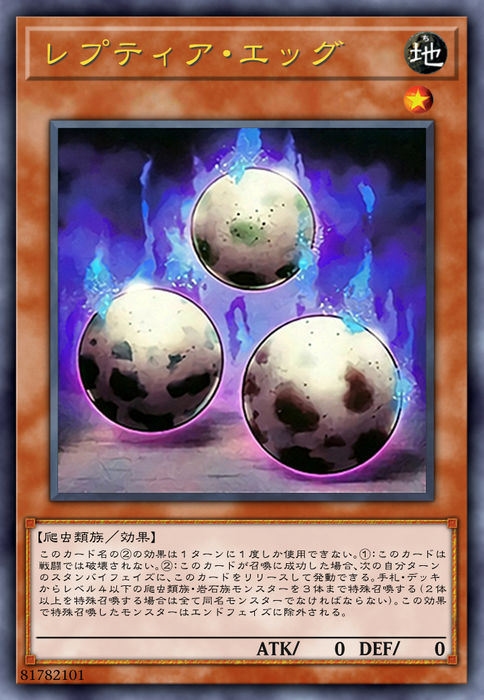 レプティア・エッグ
ち
地
【爬虫類族／効果】
このカード名の②の効果は１ターンに１度しか使用できない。①：このカードは
戦闘では破壊されない。②：このカードが召喚に成功した場合、次の自分ターン
のスタンバイフェイズに、このカードをリリースして発動できる。手札・デッキ
からレベル４以下の爬虫類族・岩石族モンスターを３体まで特殊召喚する（２体
以上を特殊召喚する場合は全て同名モンスターでなければならない）。この効果
で特殊召喚したモンスターはエンドフェイズに除外される。
ATK/ 0 DEF/ 0
81782101